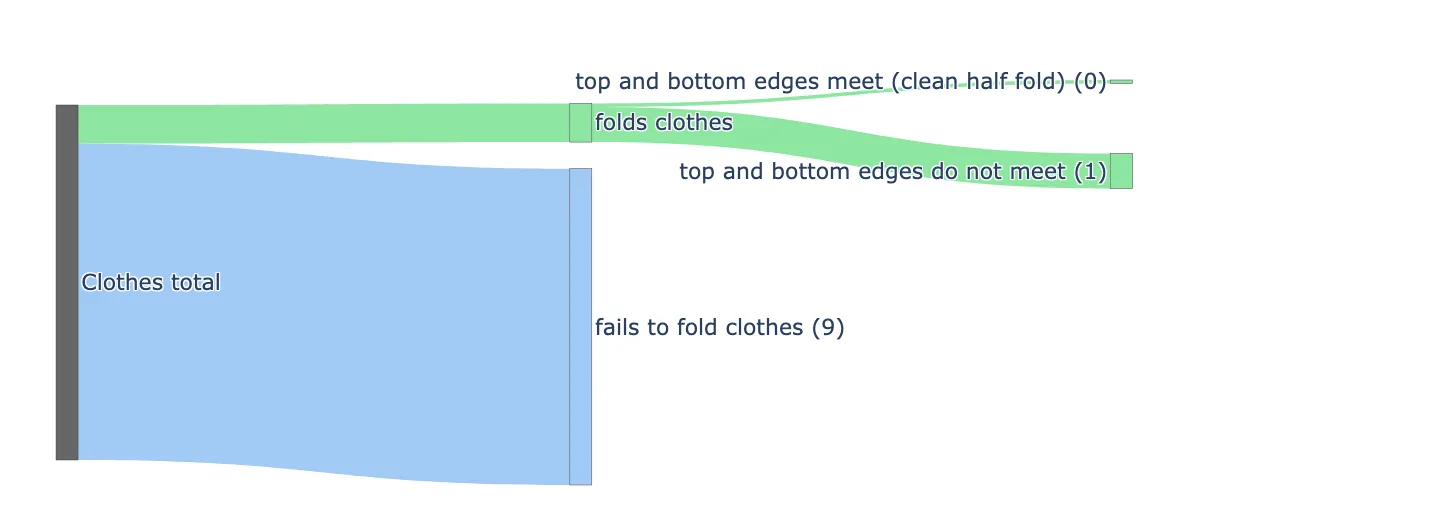 top and bottom edges meet (clean half fold) (0)
folds clothes
top and bottom edges do not meet (1)
Clothes total
fails to fold clothes (9)